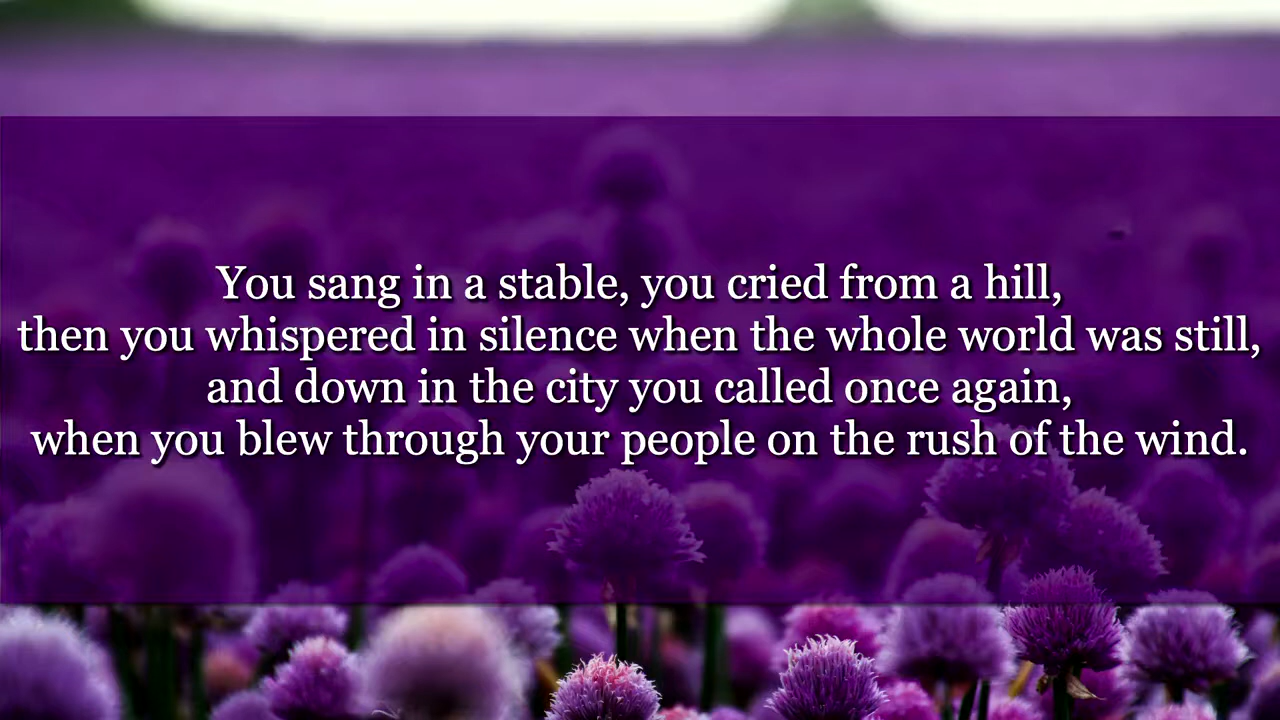 You sang in a stable, you cried from a hill,
then you whispered in silence when the whole world was still,
and down in the city you called once again,
when you blew through your people on the rush of the wind.